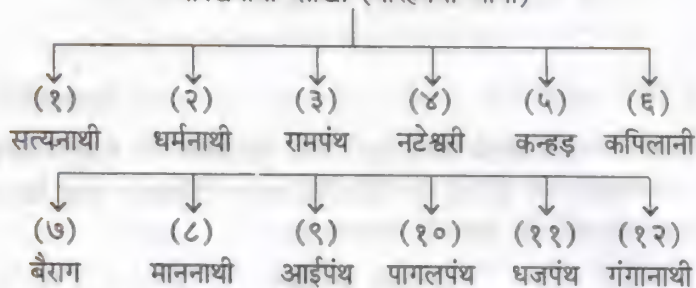 (१) (२) (३) (४) (५) (६)
सत्यनाथी धर्मनाथी रामपंथ नटेश्वरी कन्हड़ कपिलानी
(७) (८) (९) (१०) (११) (१२)
बैराग माननाथी आईपंथ पागलपंथ धजपंथ गंगानाथी